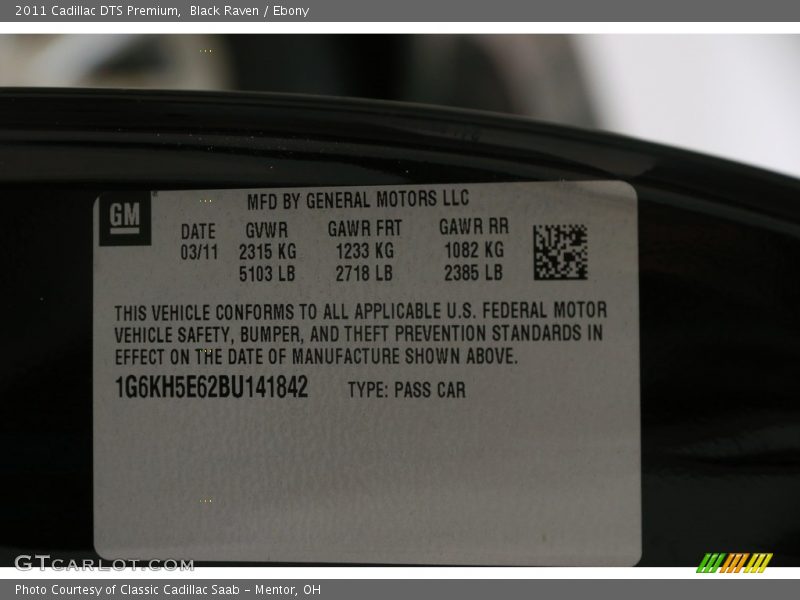 2011 Cadillac DTS Premium, Black Raven / Ebony
GM
MFD BY GENERAL MOTORS LLC
DATE GVWR GAWR FRT GAWR RR
03/11 2315 KG 1233 KG 1082 KG
5103 LB 2718 LB 2385 LB
THIS VEHICLE CONFORMS TO ALL APPLICABLE U.S. FEDERAL MOTOR
VEHICLE SAFETY, BUMPER, AND THEFT PREVENTION STANDARDS IN
EFFECT ON THE DATE OF MANUFACTURE SHOWN ABOVE.
1G6KH5E62BU141842 TYPE: PASS CAR
GTCARLOT.COM
Photo Courtesy of Classic Cadillac Saab - Mentor, OH